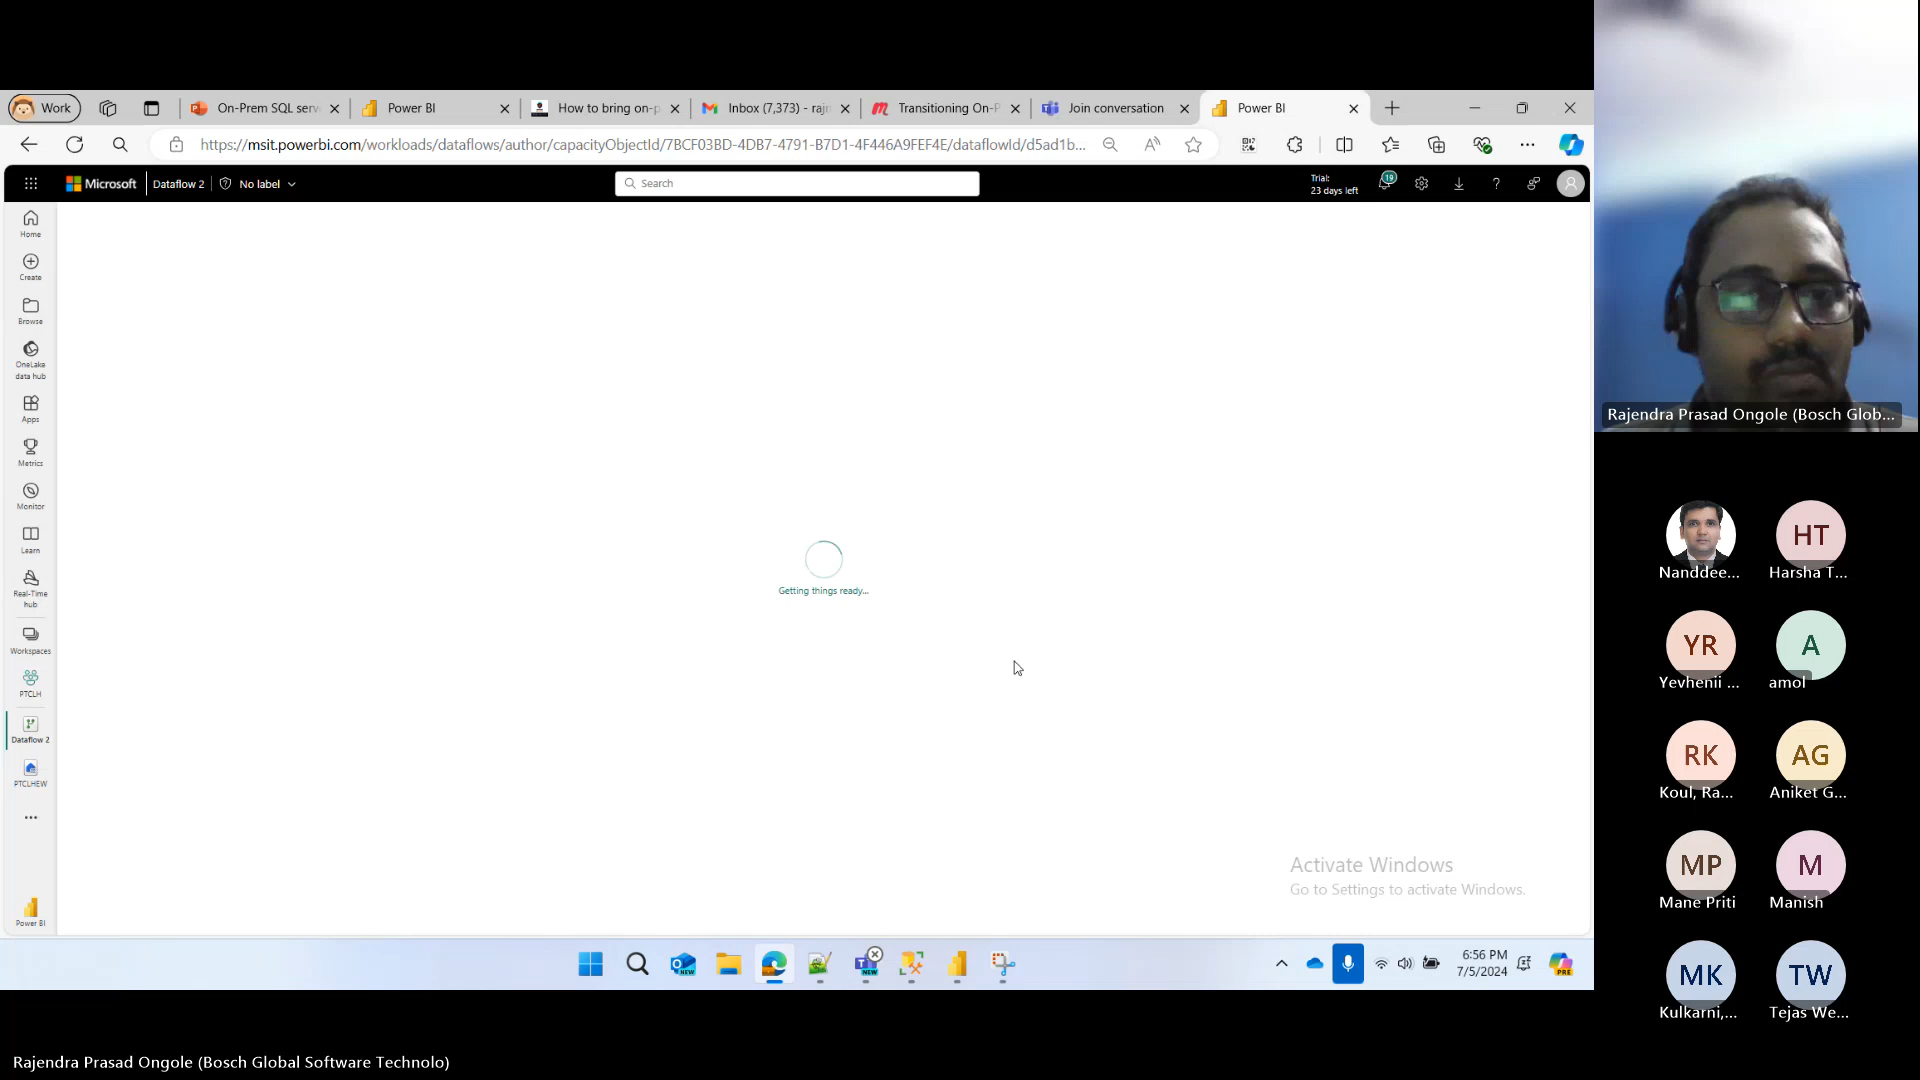 Work
On-Prem SQL serv
Power BI
How to bring on-p
Inbox (7,373) - rajn
Transitioning On-P
Join conversation
Power BI
https://msit.powerbi.com/workloads/dataflows/author/capacityObjectId/7BCF03BD-4DB7-4791-B7D1-4F446A9FEF4E/dataflowId/d5ad1b...
Microsoft
Dataflow 2
No label
Search
Trial:
23 days left
19
Home
Create
Browse
OneLake
data hub
Apps
Metrics
Monitor
Learn
Real-Time
hub
Workspaces
PTCLH
Dataflow 2
PTCLHEW
Power BI
Getting things ready...
Activate Windows
Go to Settings to activate Windows.
NEW
NEW
6:56 PM
7/5/2024
PRE
Rajendra Prasad Ongole (Bosch Glob...
Nanddee...
HT
Harsha T...
YR
Yevhenii ...
A
amol
RK
Koul, Ra...
AG
Aniket G...
MP
Mane Priti
M
Manish
MK
Kulkarni,...
TW
Tejas We...
Rajendra Prasad Ongole (Bosch Global Software Technolo)